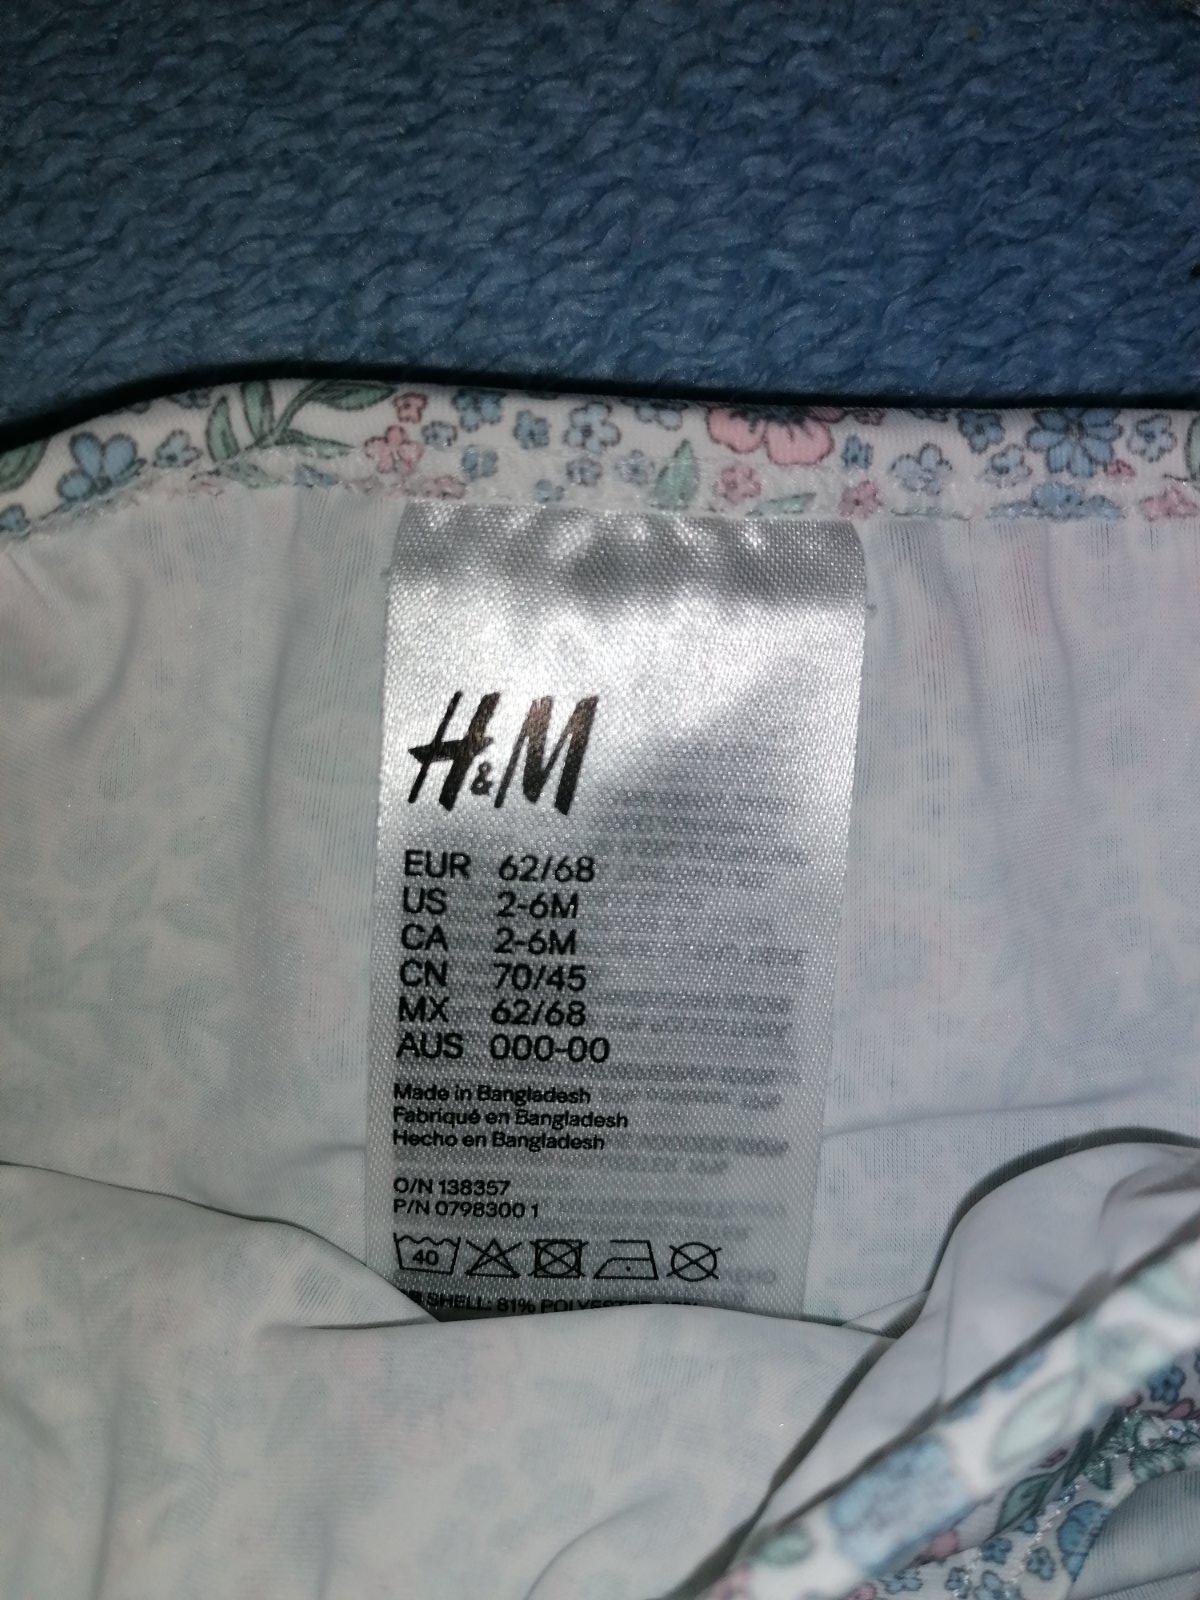 H&M
EUR 62/68
US 2-6M
CA 2-6M
CN 70/45
MX 62/68
AUS 000-00
Made in Bangladesh
Fabriqué en Bangladesh
Hecho en Bangladesh
O/N 138357
P/N 0798300 1
40
SHELL: 81%